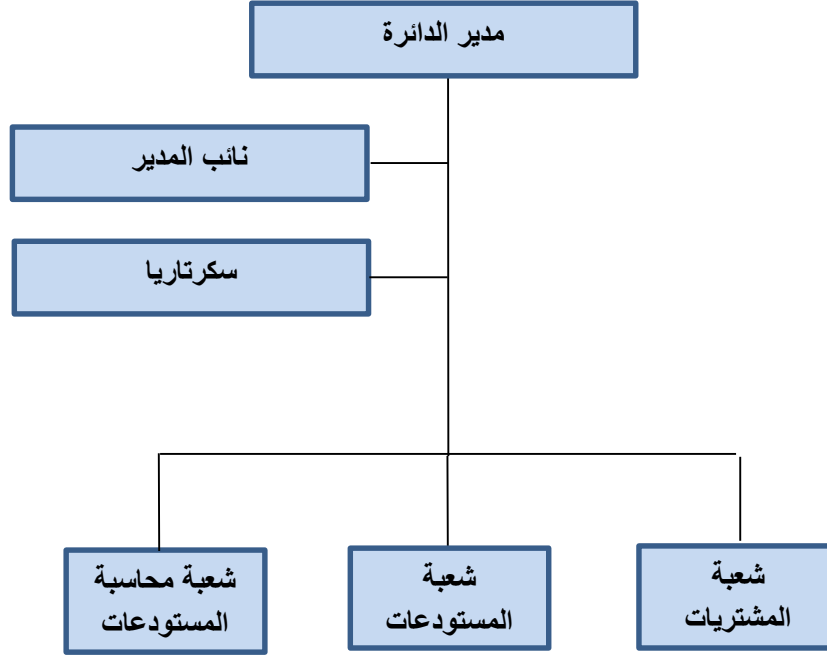 مدير الدائرة
نائب المدير
سكرتاريا
شعبة
المشتريات
شعبة
المستودعات
شعبة محاسبة
المستودعات